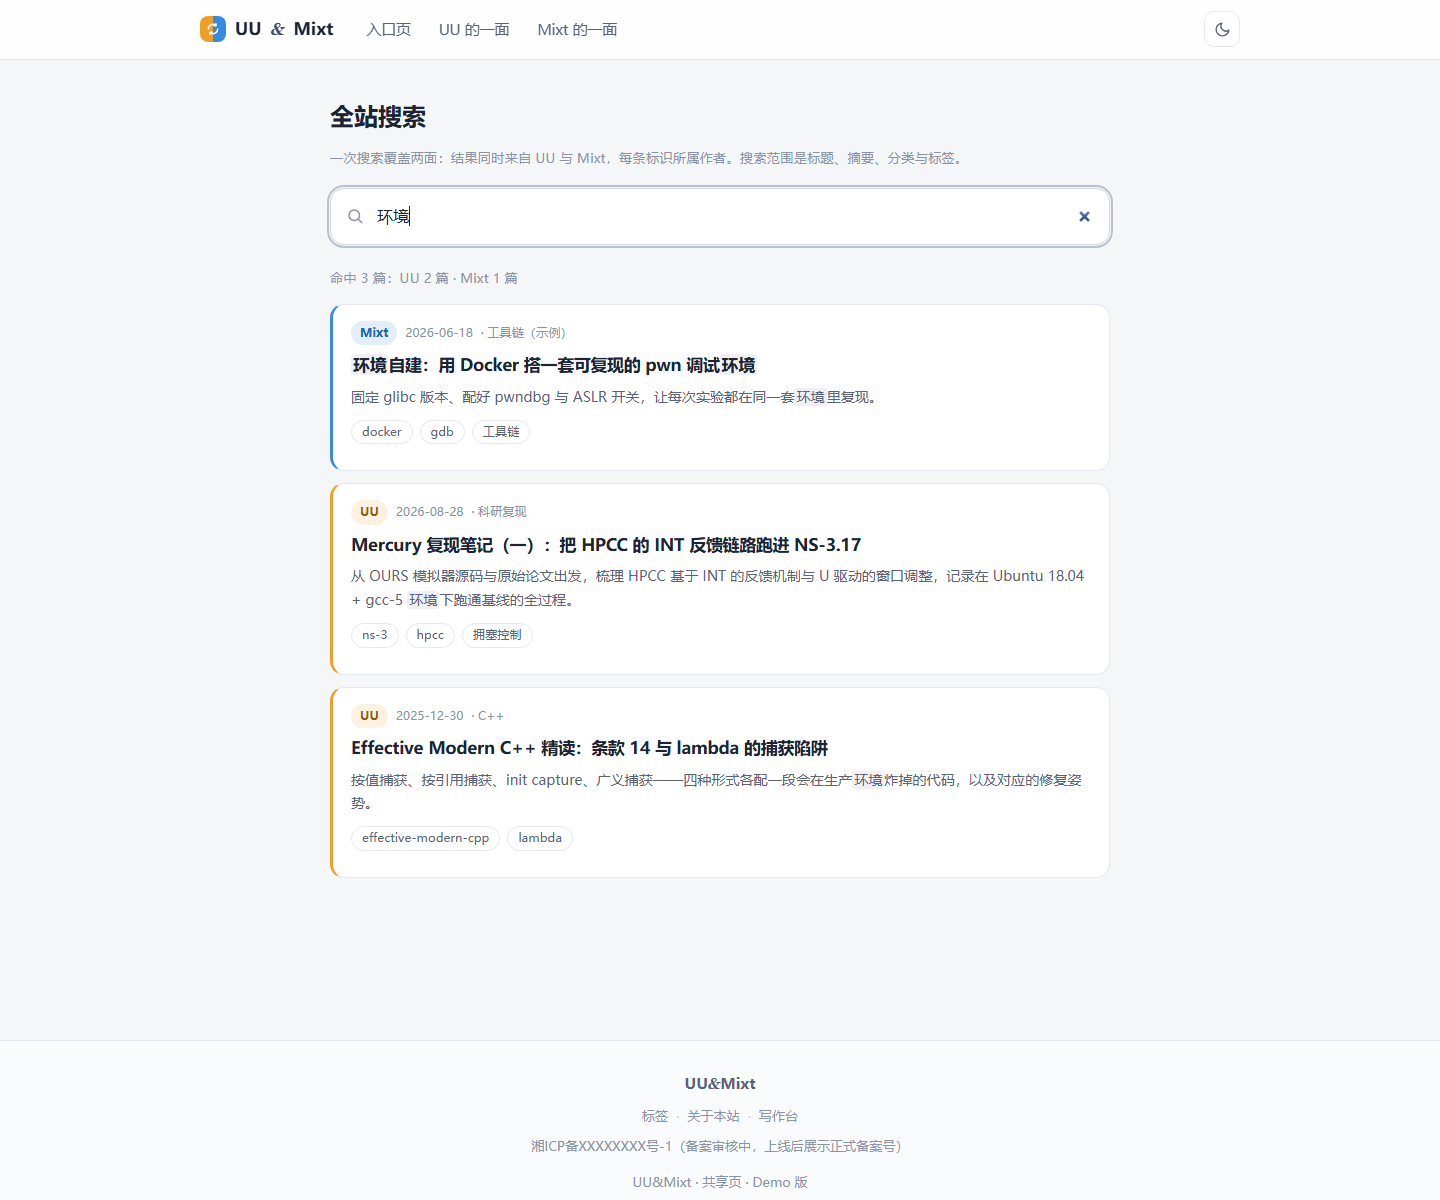 UU & Mixt 入口页 UU 的一面 Mixt 的一面
全站搜索
一次搜索覆盖两面：结果同时来自 UU 与 Mixt，每条标识所属作者。搜索范围是标题、摘要、分类与标签。
环境
命中 3 篇：UU 2 篇 · Mixt 1 篇
Mixt 2026-06-18 · 工具链（示例）
环境自建：用 Docker 搭一套可复现的 pwn 调试环境
固定 glibc 版本、配好 pwndbg 与 ASLR 开关，让每次实验都在同一套环境里复现。
docker gdb 工具链
UU 2026-08-28 · 科研复现
Mercury 复现笔记（一）：把 HPCC 的 INT 反馈链路跑进 NS-3.17
从 OURS 模拟器源码与原始论文出发，梳理 HPCC 基于 INT 的反馈机制与 U 驱动的窗口调整，记录在 Ubuntu 18.04
+ gcc-5 环境下跑通基线的全过程。
ns-3 hpcc 拥塞控制
UU 2025-12-30 · C++
Effective Modern C++ 精读：条款 14 与 lambda 的捕获陷阱
按值捕获、按引用捕获、init capture、广义捕获——四种形式各配一段会在生产环境炸掉的代码，以及对应的修复姿
势。
effective-modern-cpp lambda
UU&Mixt
标签 · 关于本站 · 写作台
湘ICP备XXXXXXXX号-1（备案审核中，上线后展示正式备案号）
UU&Mixt · 共享页 · Demo 版